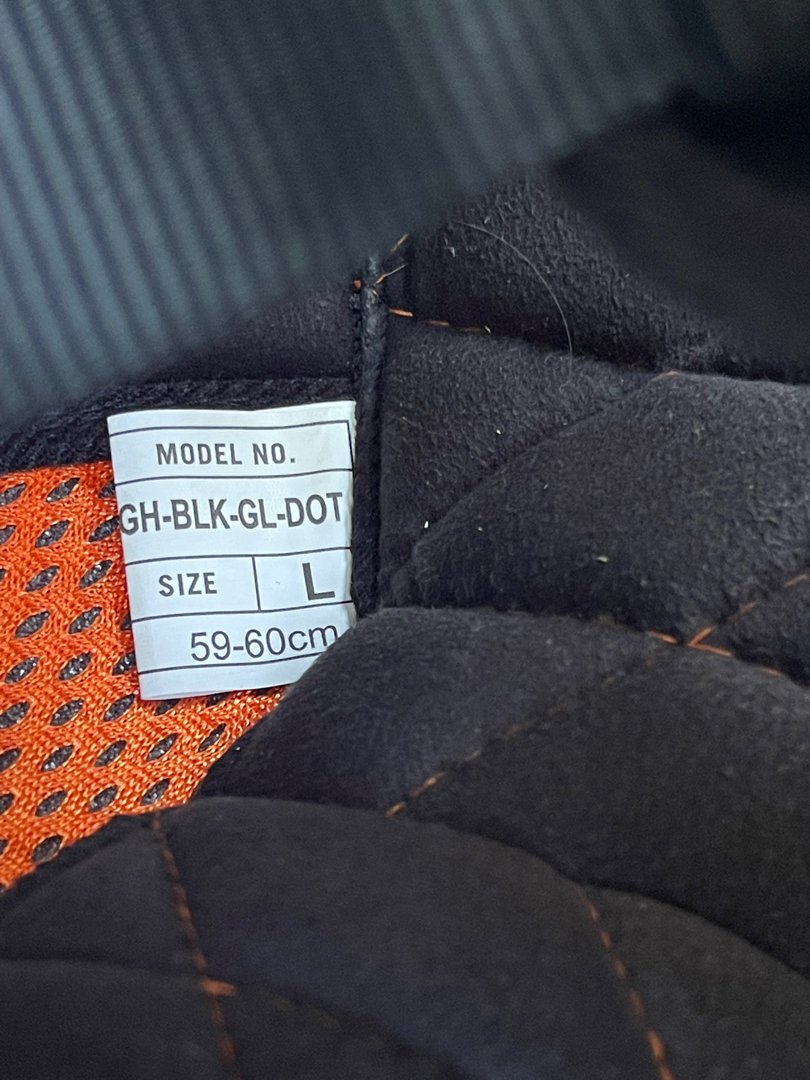 MODEL NO.
GH-BLK-GL-DOT
SIZE L
59-60cm